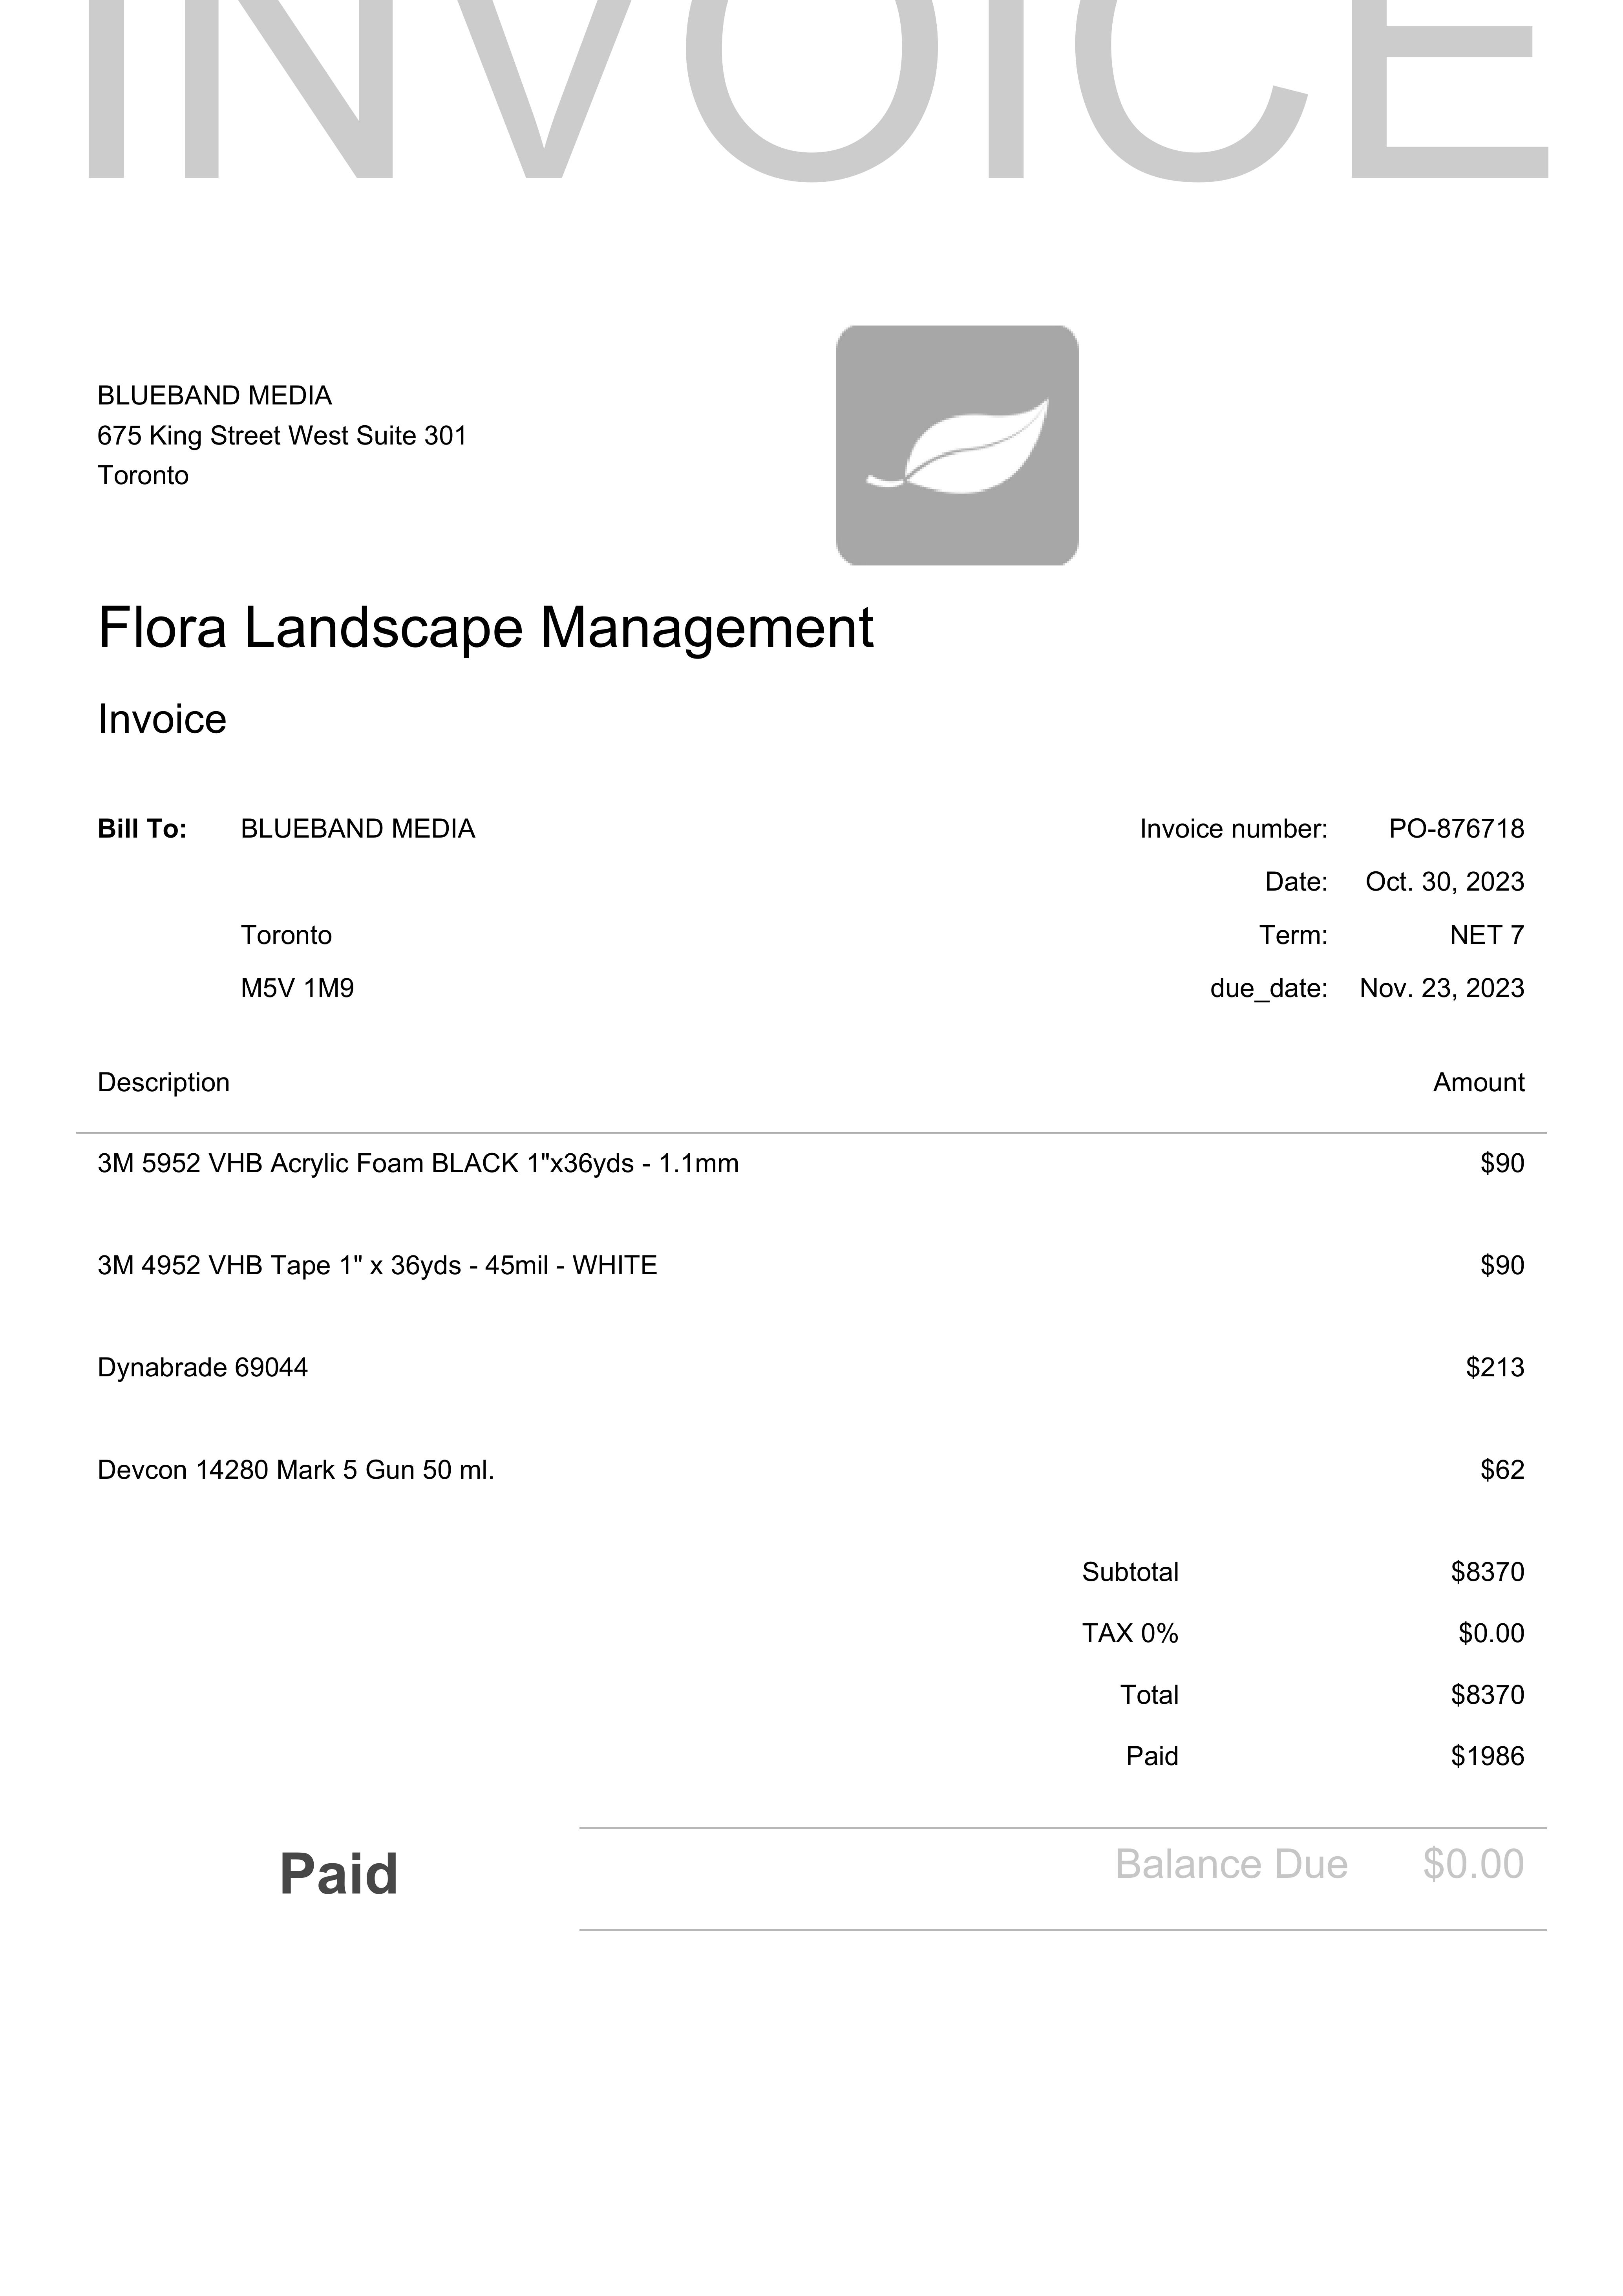 INVOICE
BLUEBAND MEDIA
675 King Street West Suite 301
Toronto
Flora Landscape Management
Invoice
Bill To: BLUEBAND MEDIA Invoice number: PO-876718
Date: Oct. 30, 2023
Toronto Term: NET 7
M5V 1M9 due_date: Nov. 23, 2023
Description Amount
3M 5952 VHB Acrylic Foam BLACK 1"x36yds - 1.1mm $90
3M 4952 VHB Tape 1" x 36yds - 45mil - WHITE $90
Dynabrade 69044 $213
Devcon 14280 Mark 5 Gun 50 ml. $62
Subtotal $8370
TAX 0% $0.00
Total $8370
Paid $1986
Paid Balance Due $0.00